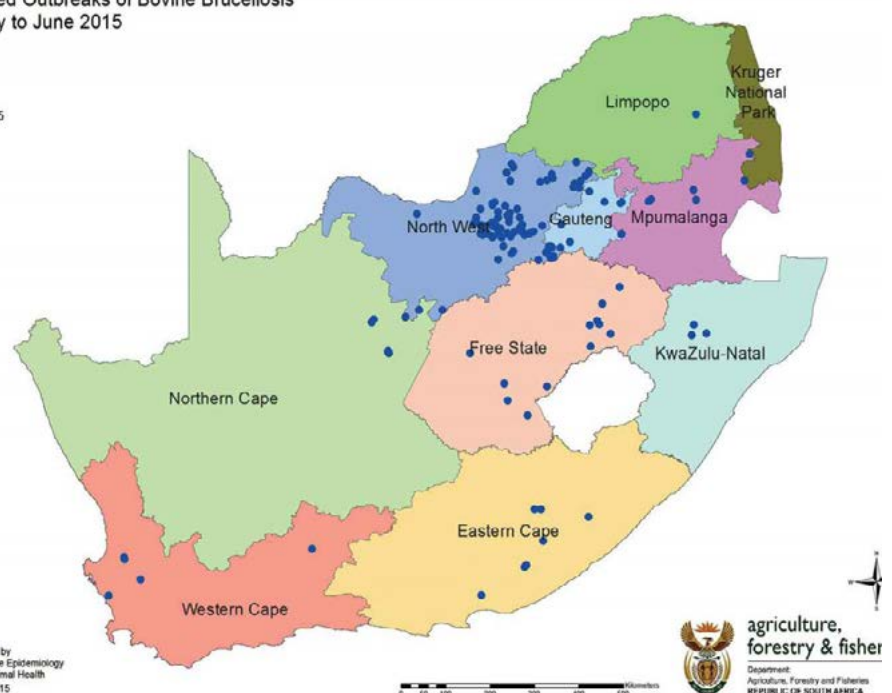 ed Outbreaks of Bovine Brucellosis
y to June 2015
5
Kruger
National
Park
Limpopo
North West
Gauteng
Mpumalanga
Free State
KwaZulu-Natal
Northern Cape
Eastern Cape
Western Cape
by
e Epidemiology
mal Health
15
N
W
S
Kilometers
agriculture,
forestry & fisher
Department:
Agriculture, Forestry and Fisheries
REPUBLIC OF SOUTH AFRICA